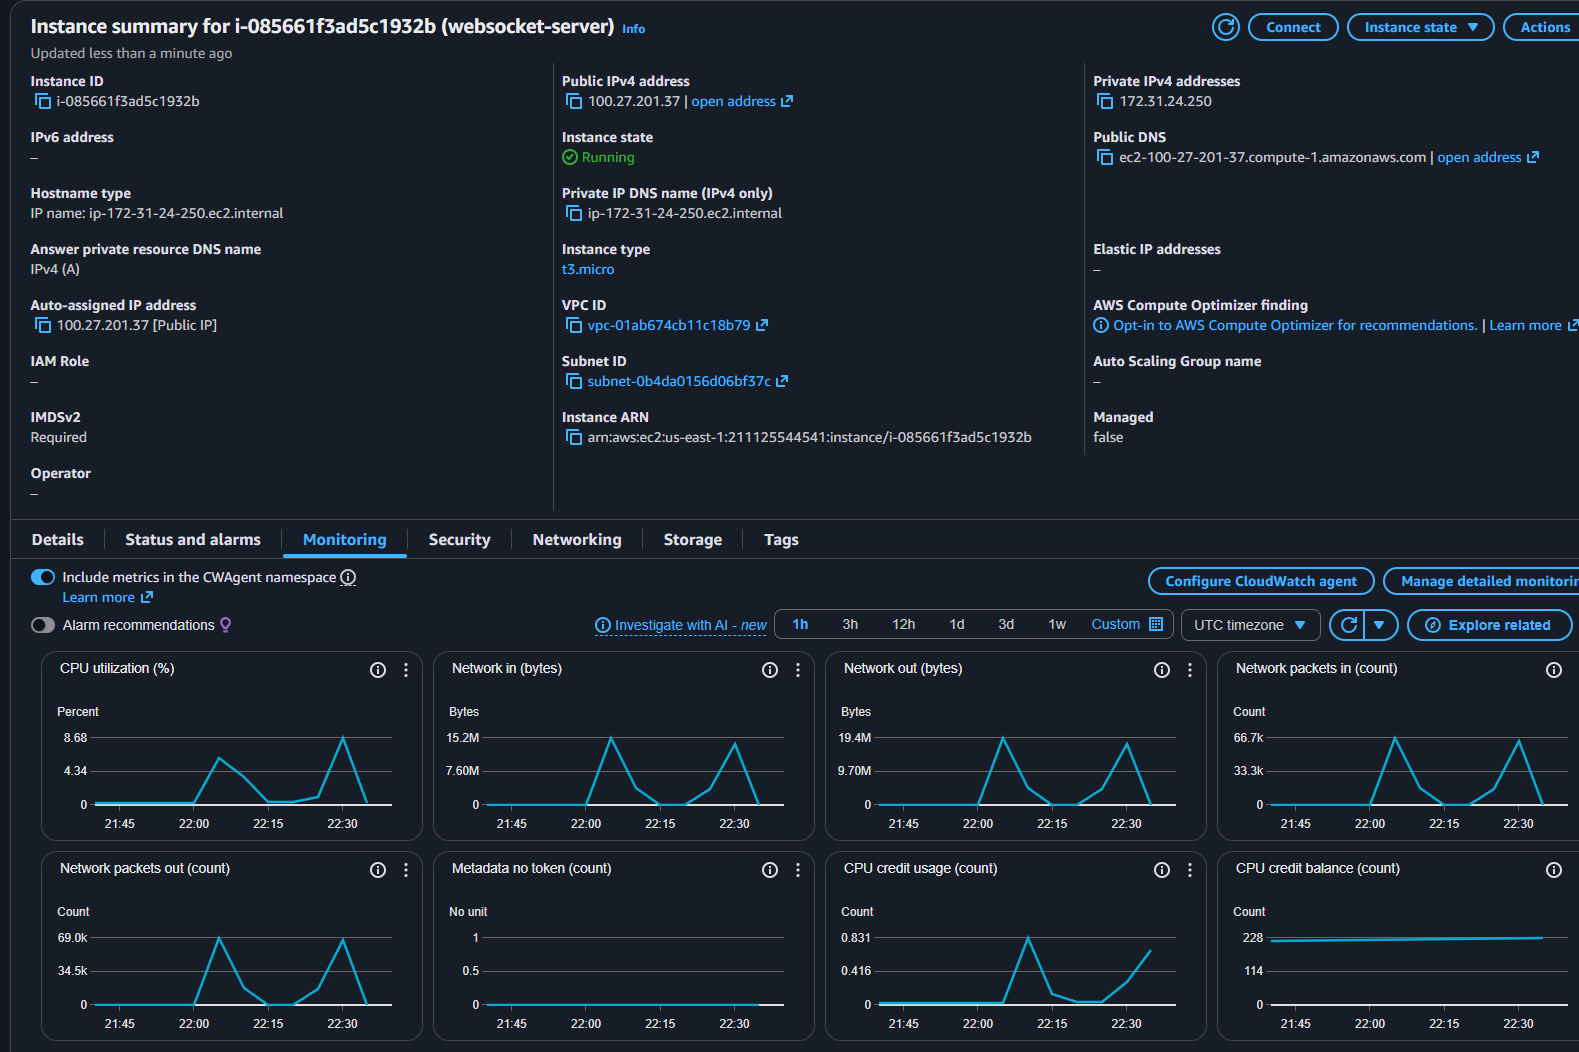 Instance summary for i-085661f3ad5c1932b (websocket-server) Info
Connect
Instance state
Actions
Updated less than a minute ago
Instance ID
i-085661f3ad5c1932b
Public IPv4 address
100.27.201.37 | open address
Private IPv4 addresses
172.31.24.250
IPv6 address
–
Instance state
Running
Public DNS
ec2-100-27-201-37.compute-1.amazonaws.com | open address
Hostname type
IP name: ip-172-31-24-250.ec2.internal
Private IP DNS name (IPv4 only)
ip-172-31-24-250.ec2.internal
Answer private resource DNS name
IPv4 (A)
Instance type
t3.micro
Elastic IP addresses
–
Auto-assigned IP address
100.27.201.37 [Public IP]
VPC ID
vpc-01ab674cb11c18b79
AWS Compute Optimizer finding
Opt-in to AWS Compute Optimizer for recommendations. | Learn more
IAM Role
–
Subnet ID
subnet-0b4da0156d06bf37c
Auto Scaling Group name
–
IMDSv2
Required
Instance ARN
arn:aws:ec2:us-east-1:211125544541:instance/i-085661f3ad5c1932b
Managed
false
Operator
–
Details
Status and alarms
Monitoring
Security
Networking
Storage
Tags
Include metrics in the CWAgent namespace
Learn more
Configure CloudWatch agent
Manage detailed monitorin
Alarm recommendations
Investigate with AI - new
1h
3h
12h
1d
3d
1w
Custom
UTC timezone
Explore related
CPU utilization (%)
Percent
8.68
4.34
0
21:45 22:00 22:15 22:30
Network in (bytes)
Bytes
15.2M
7.60M
0
21:45 22:00 22:15 22:30
Network out (bytes)
Bytes
19.4M
9.70M
0
21:45 22:00 22:15 22:30
Network packets in (count)
Count
66.7k
33.3k
0
21:45 22:00 22:15 22:30
Network packets out (count)
Count
69.0k
34.5k
0
21:45 22:00 22:15 22:30
Metadata no token (count)
No unit
1
0.5
0
21:45 22:00 22:15 22:30
CPU credit usage (count)
Count
0.831
0.416
0
21:45 22:00 22:15 22:30
CPU credit balance (count)
Count
228
114
0
21:45 22:00 22:15 22:30